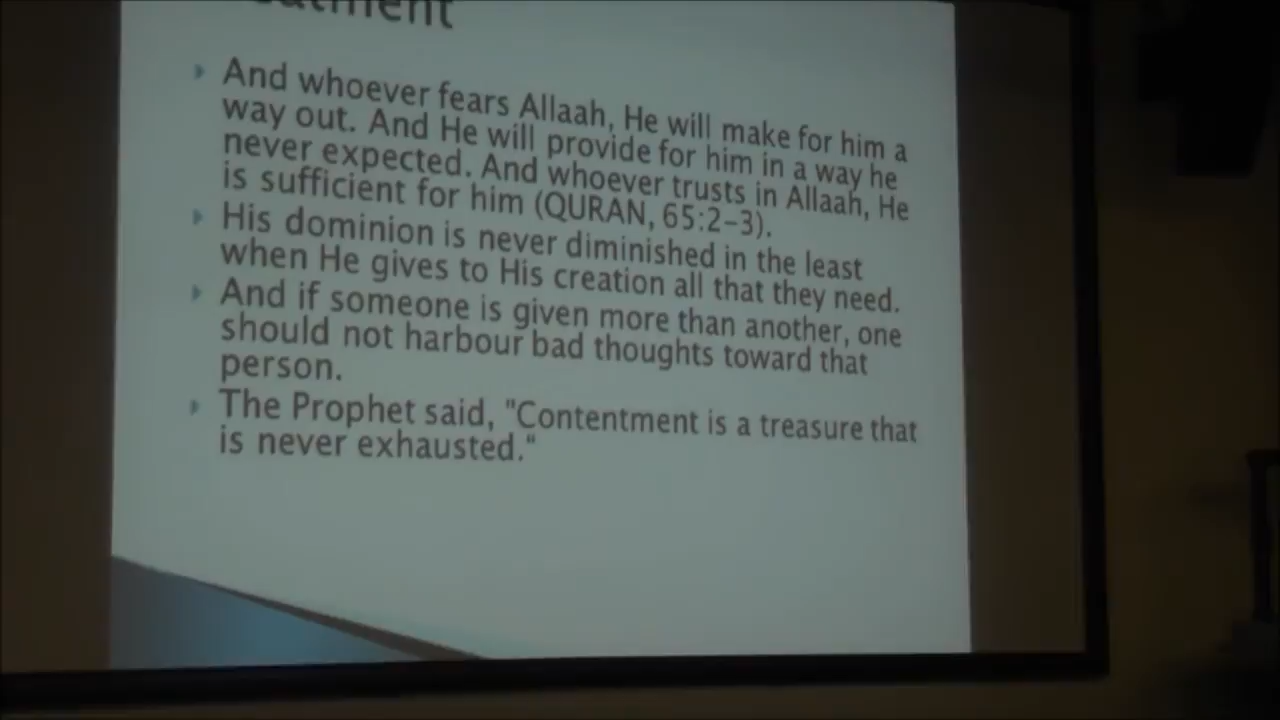 And whoever fears Allaah, He will make for him a
way out. And He will provide for him in a way he
never expected. And whoever trusts in Allaah, He
is sufficient for him (QURAN, 65:2-3).
His dominion is never diminished in the least
when He gives to His creation all that they need.
And if someone is given more than another, one
should not harbour bad thoughts toward that
person.
The Prophet said, "Contentment is a treasure that
is never exhausted."